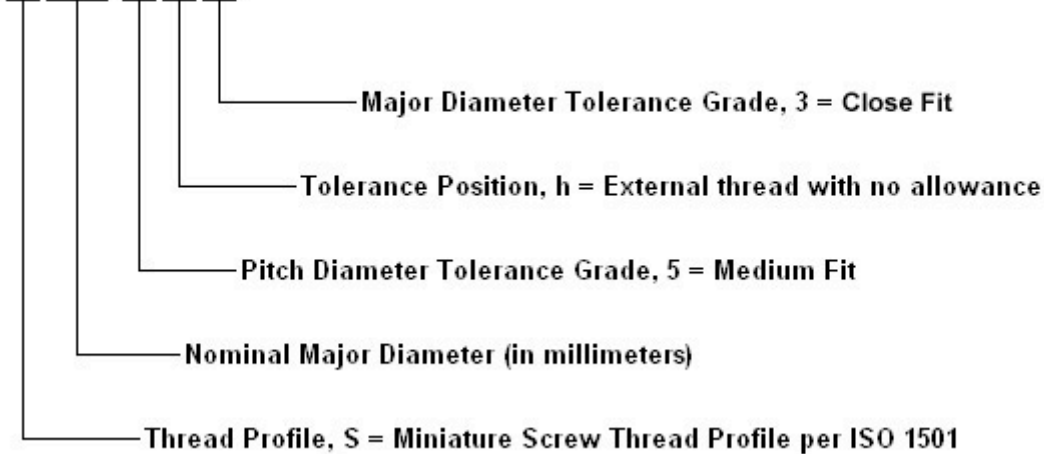 Major Diameter Tolerance Grade, 3 = Close Fit
Tolerance Position, h = External thread with no allowance
Pitch Diameter Tolerance Grade, 5 = Medium Fit
Nominal Major Diameter (in millimeters)
Thread Profile, S = Miniature Screw Thread Profile per ISO 1501